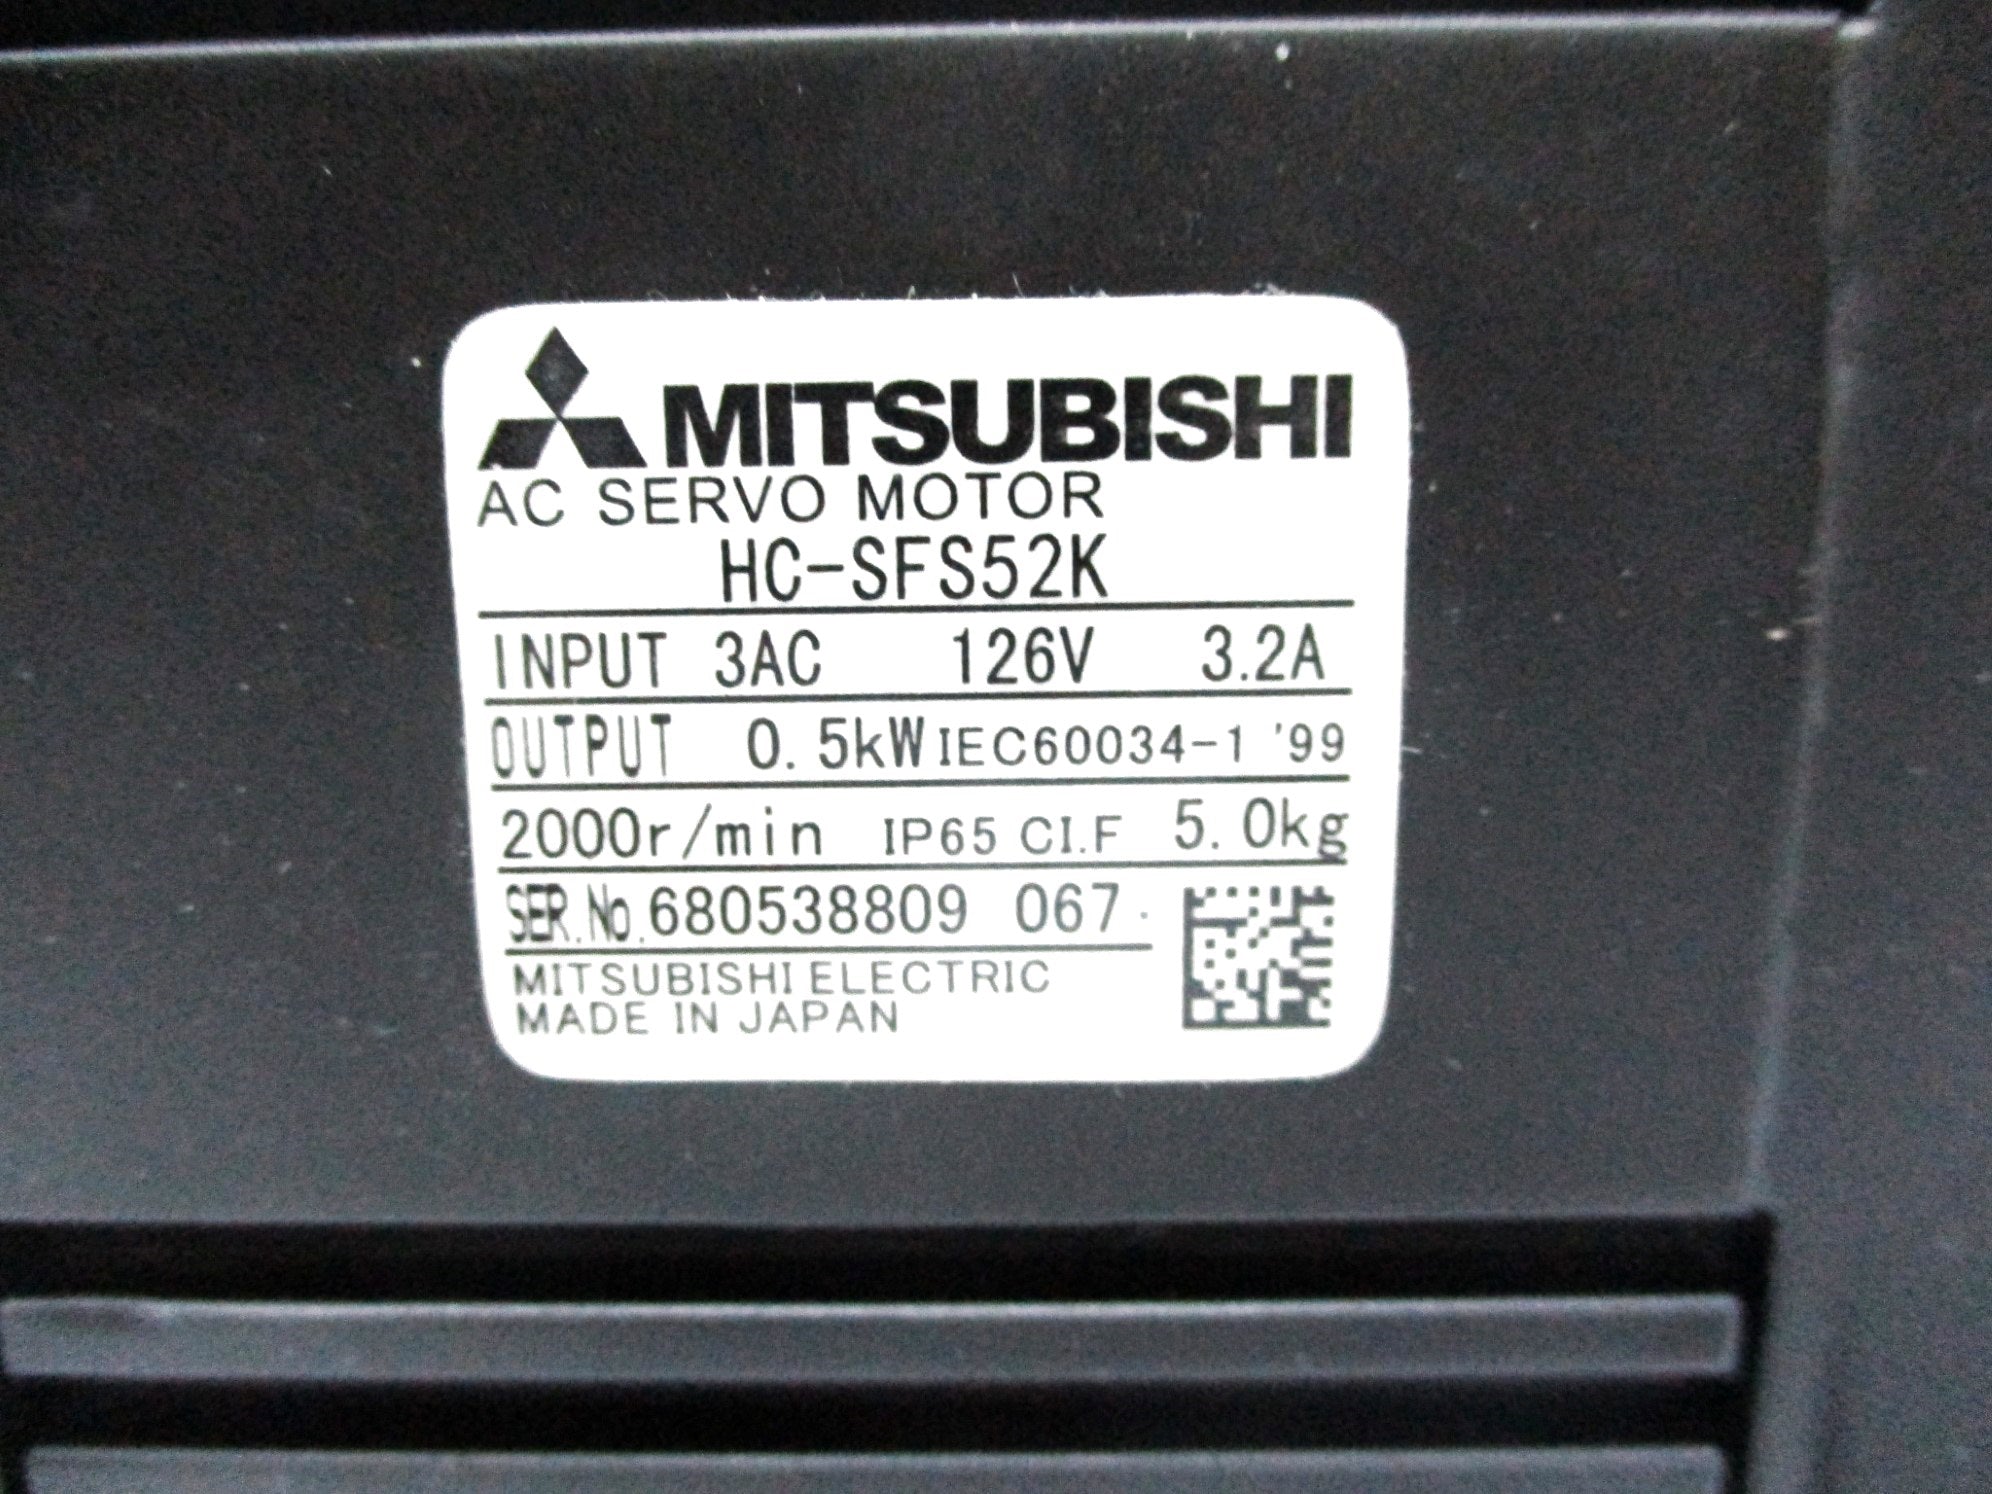 MITSUBISHI
AC SERVO MOTOR
HC-SFS52K
INPUT 3AC 126V 3.2A
OUTPUT 0.5kW IEC60034-1 '99
2000r/min IP65 CI.F 5.0kg
SER.No.680538809 067
MITSUBISHI ELECTRIC
MADE IN JAPAN